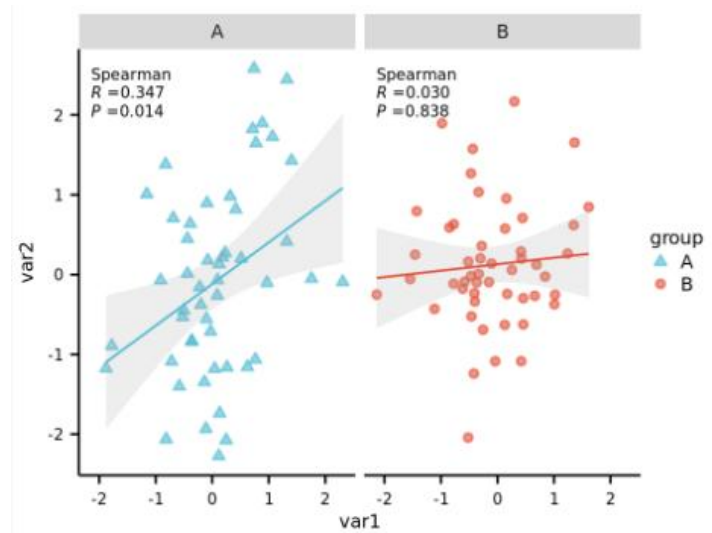 A
B
Spearman
R =0.347
P =0.014
Spearman
R =0.030
P =0.838
2
1
0
-1
-2
var2
-2 -1 0 1 2
-2 -1 0 1 2
var1
group
A
B